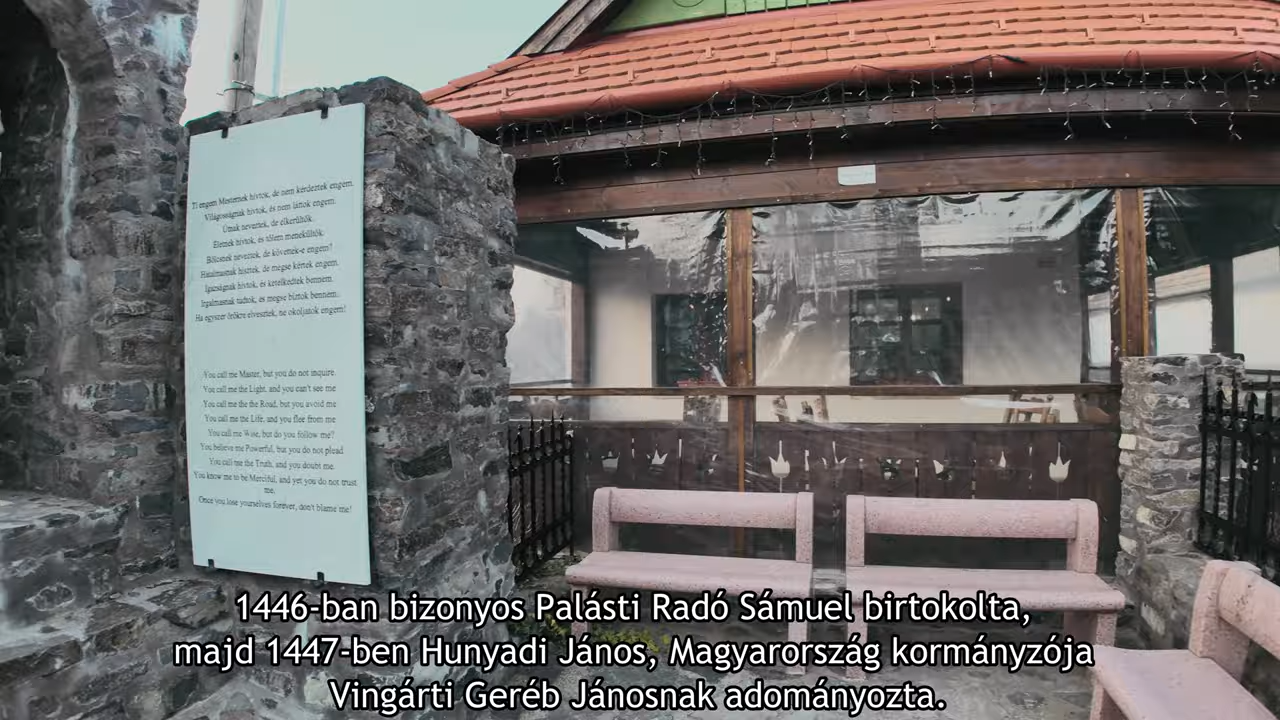 Ti engem Mesternek hívtok, de nem kérdeztek engem.
Világosságnak hívtok, és nem láttok engem.
Útnak neveztek, de elkerültök.
Életnek hívtok, és tőlem menekültök.
Bölcsnek neveztek, de követtek-e engem?
Hatalmasnak hisztek, de megse kértek engem.
Igazságnak hívtok, és kételkedtek bennem.
Irgalmasnak tudtok, és megse bíztok bennem.
Ha egyszer örökre elvesztek, ne okoljatok engem!
You call me Master, but you do not inquire.
You call me the Light, and you can't see me
You call me the the Road, but you avoid me
You call me the Life, and you flee from me
You call me Wise, but do you follow me?
You believe me Powerful, but you do not plead
You call me the Truth, and you doubt me.
You know me to be Merciful, and yet you do not trust
me.
Once you lose yourselves forever, don't blame me!
1446-ban bizonyos Palásti Radó Sámuel birtokolta,
majd 1447-ben Hunyadi János, Magyarország kormányzója
Vingárti Geréb Jánosnak adományozta.